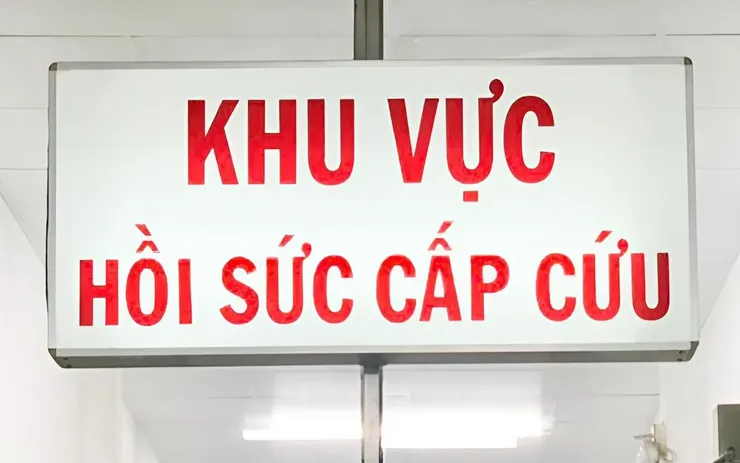 KHU VỰC
HỒI SỨC CẤP CỨU